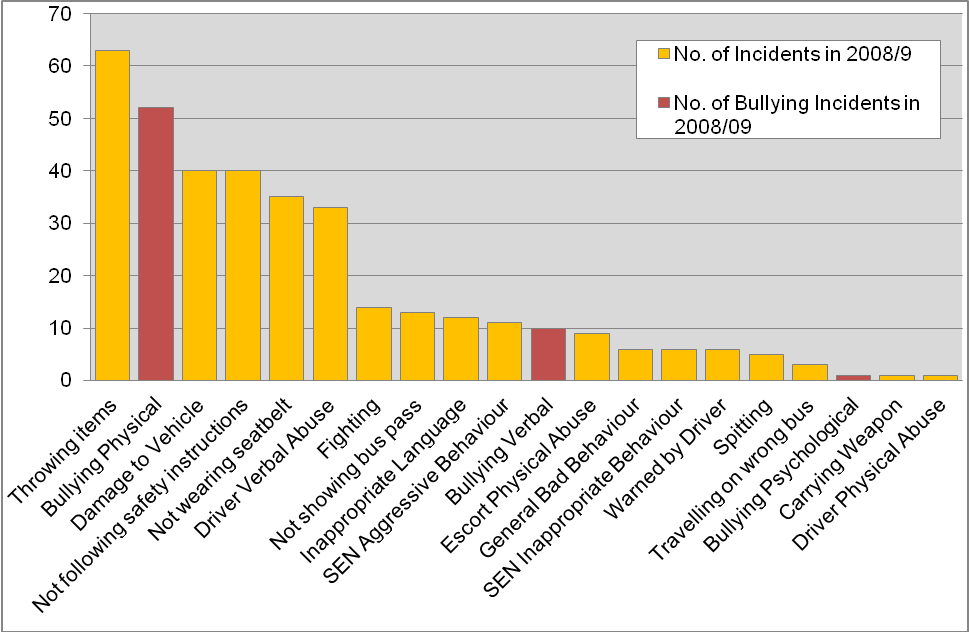 70
60
50
40
30
20
10
0
No. of Incidents in 2008/9
No. of Bullying Incidents in
2008/09
Throwing items
Bullying Physical
Damage to Vehicle
Not following safety instructions
Not wearing seatbelt
Driver Verbal Abuse
Fighting
Not showing bus pass
Inappropriate Language
SEN Aggressive Behaviour
Bullying Verbal
Escort Physical Abuse
General Bad Behaviour
SEN Inappropriate Behaviour
Warned by Driver
Spitting
Travelling on wrong bus
Bullying Psychological
Carrying Weapon
Driver Physical Abuse